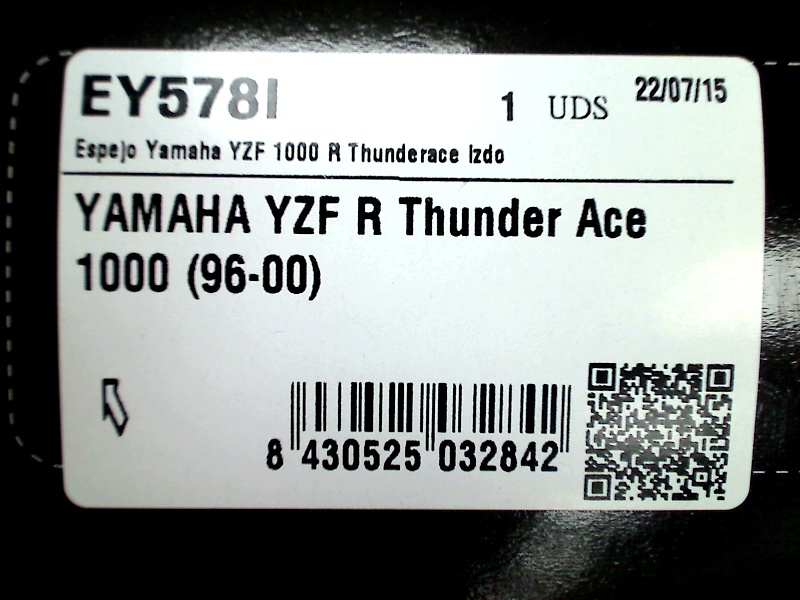 EY578I 1 UDS 22/07/15
Espejo Yamaha YZF 1000 R Thunderace Izdo
YAMAHA YZF R Thunder Ace
1000 (96-00)
8 430525 032842